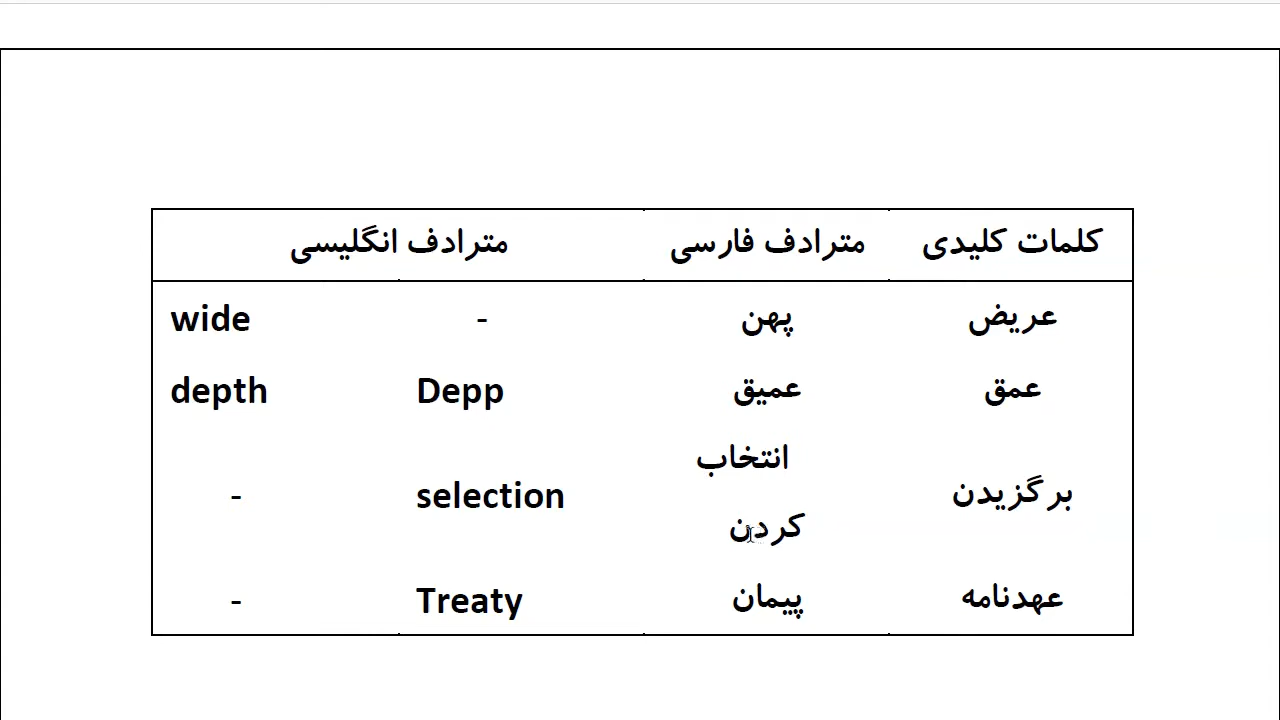 کلمات کلیدی مترادف فارسی مترادف انگلیسی
عریض پهن - wide
عمق عمیق Depp depth
برگزیدن انتخاب کردن selection -
عهدنامه پیمان Treaty -